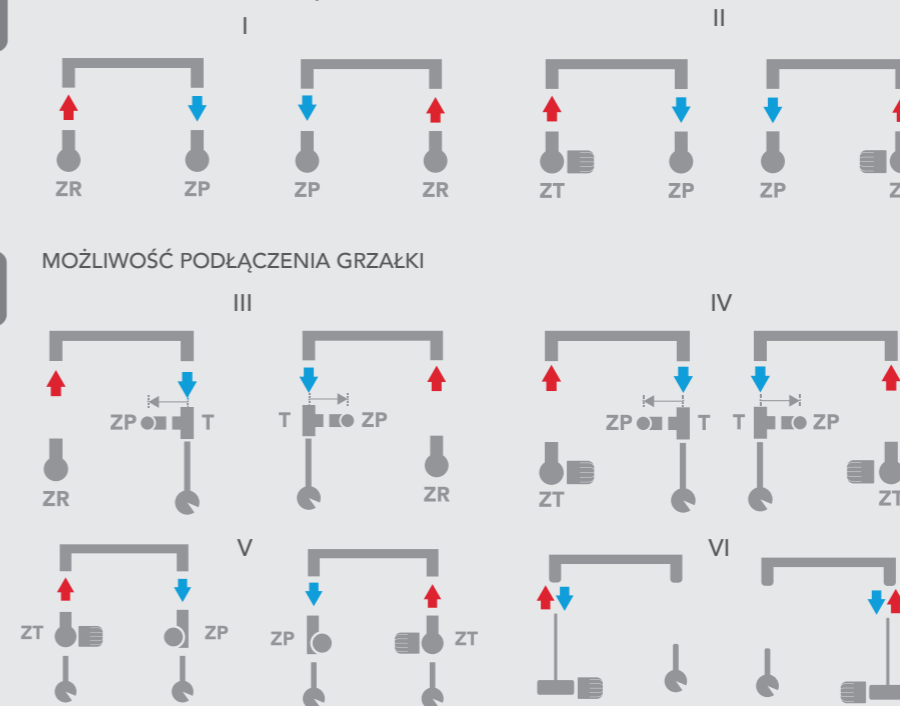 I
II
ZR ZP ZP ZR ZT ZP ZP
MOŻLIWOŚĆ PODŁĄCZENIA GRZAŁKI
III
IV
ZP T T ZP ZP T T ZP
ZR ZR ZT ZT
V
VI
ZT ZP ZP ZT